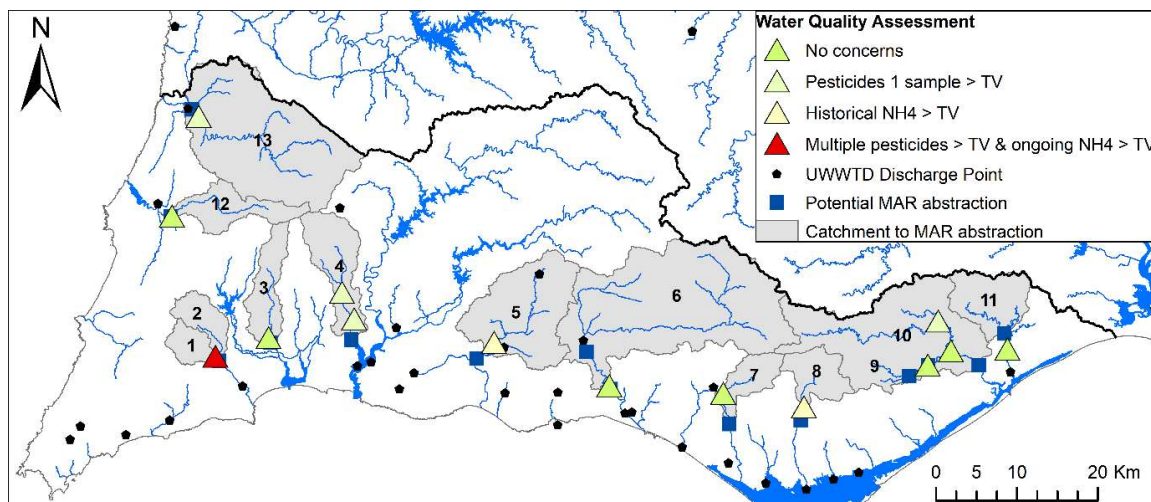 N
Water Quality Assessment
No concerns
Pesticides 1 sample > TV
Historical NH4 > TV
Multiple pesticides > TV & ongoing NH4 > TV
UWWTD Discharge Point
Potential MAR abstraction
Catchment to MAR abstraction
13
12
4
3
2
1
5
6
11
10
9
7
8
0 5 10 20 Km